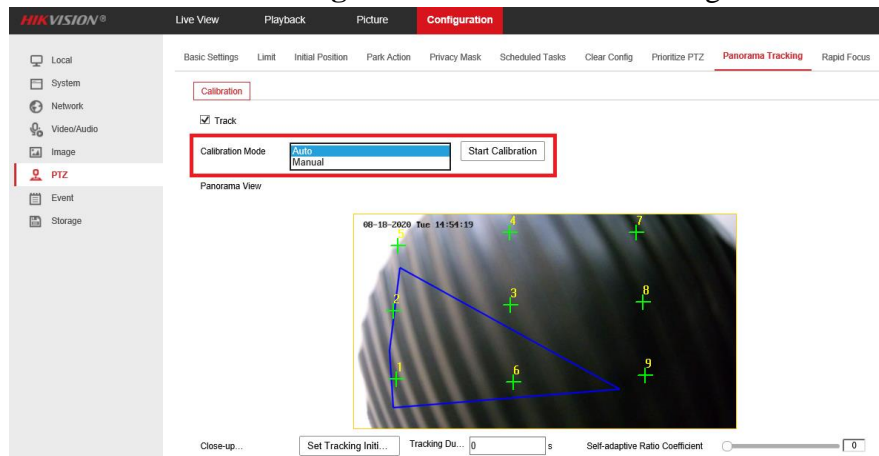 HIKVISION®
Live View Playback Picture Configuration
Local
System
Network
Video/Audio
Image
PTZ
Event
Storage
Basic Settings Limit Initial Position Park Action Privacy Mask Scheduled Tasks Clear Config Prioritize PTZ Panorama Tracking Rapid Focus
Calibration
Track
Calibration Mode Auto Start Calibration
Manual
Panorama View
08-18-2020 Tue 14:54:19
4 7
2 3 8
1 6 9
Close-up... Set Tracking Initi... Tracking Du... 0 s Self-adaptive Ratio Coefficient 0